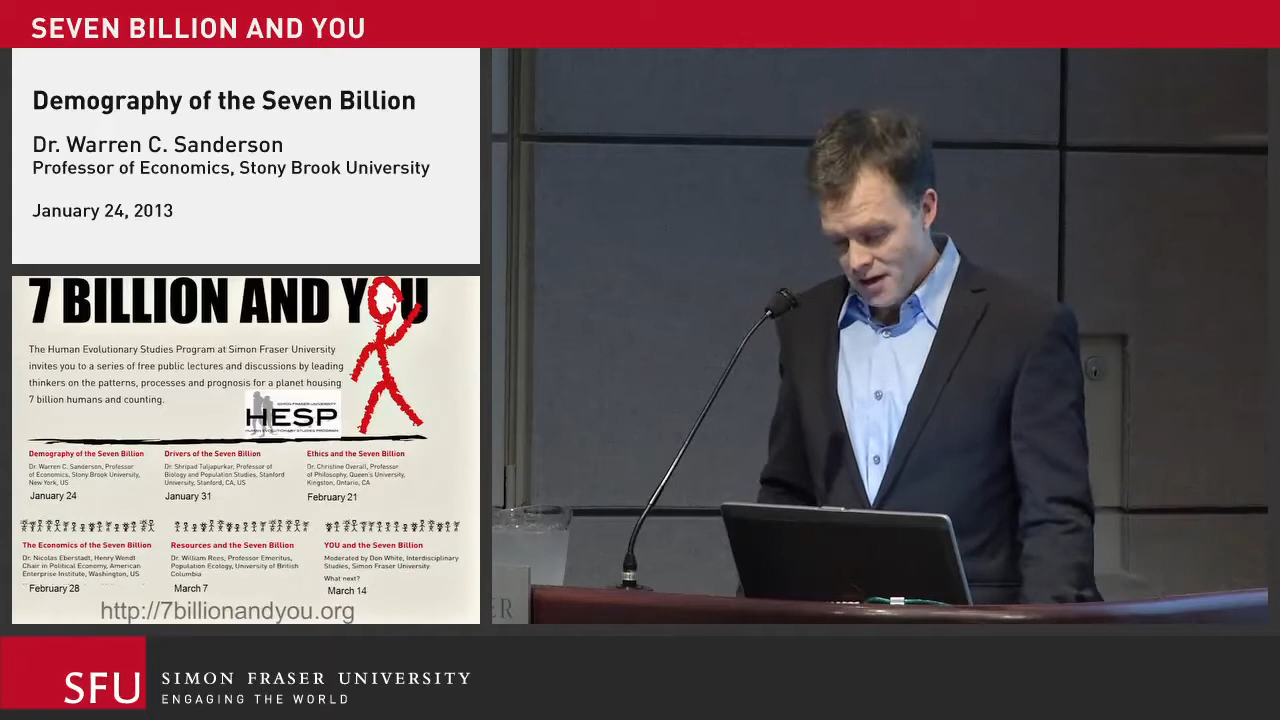 SEVEN BILLION AND YOU
Demography of the Seven Billion
Dr. Warren C. Sanderson
Professor of Economics, Stony Brook University
January 24, 2013
7 BILLION AND YOU
The Human Evolutionary Studies Program at Simon Fraser University
invites you to a series of free public lectures and discussions by leading
thinkers on the patterns, processes and prognosis for a planet housing
7 billion humans and counting.
SIMON FRASER UNIVERSITY
HESP
HUMAN EVOLUTIONARY STUDIES PROGRAM
Demography of the Seven Billion
Dr. Warren C. Sanderson, Professor
of Economics, Stony Brook University,
New York, US
January 24
Drivers of the Seven Billion
Dr. Shripad Tuljapurkar, Professor of
Biology and Population Studies, Stanford
University, Stanford, CA, US
January 31
Ethics and the Seven Billion
Dr. Christine Overall, Professor
of Philosophy, Queen's University,
Kingston, Ontario, CA
February 21
The Economics of the Seven Billion
Dr. Nicolas Eberstadt, Henry Wendt
Chair in Political Economy, American
Enterprise Institute, Washington, US
February 28
Resources and the Seven Billion
Dr. William Rees, Professor Emeritus,
Population Ecology, University of British
Columbia
March 7
YOU and the Seven Billion
Moderated by Don White, Interdisciplinary
Studies, Simon Fraser University
What next?
March 14
http://7billionandyou.org
ER
SFU
SIMON FRASER UNIVERSITY
ENGAGING THE WORLD